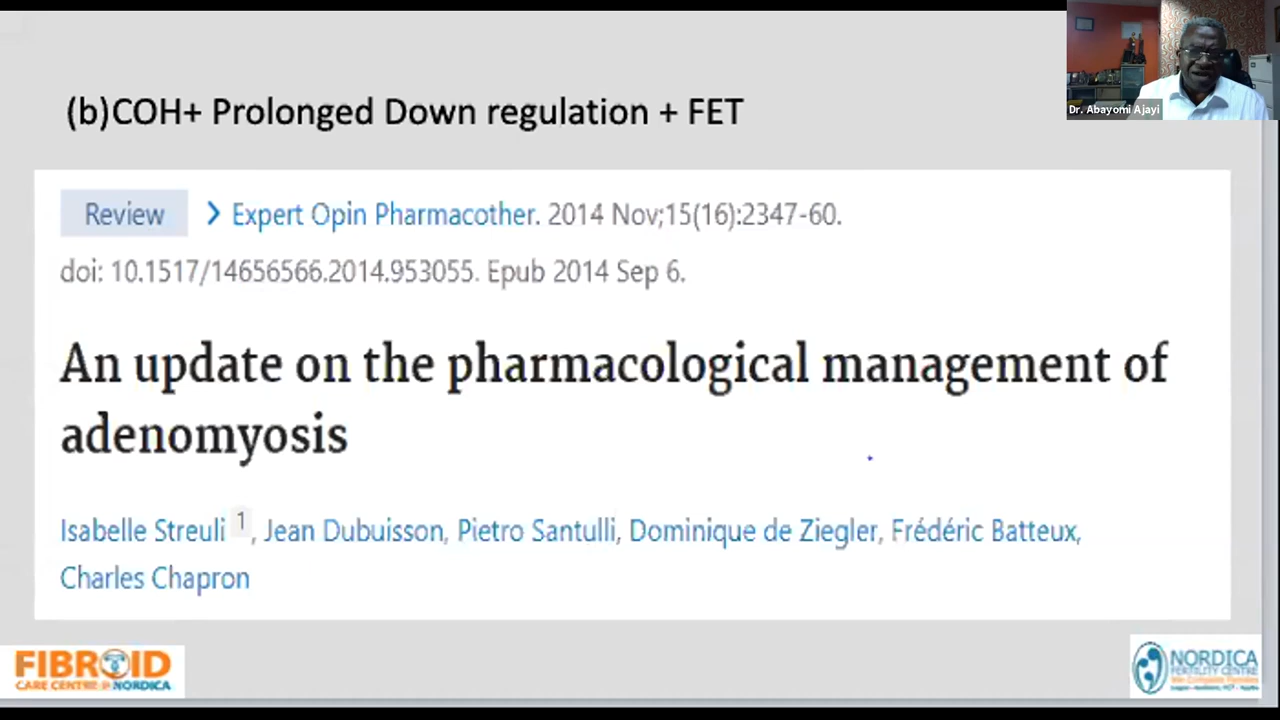 (b)COH+ Prolonged Down regulation + FET
Dr. Abayomi Ajayi
Review
Expert Opin Pharmacother. 2014 Nov;15(16):2347-60.
doi: 10.1517/14656566.2014.953055. Epub 2014 Sep 6.
An update on the pharmacological management of
adenomyosis
Isabelle Streuli 1, Jean Dubuisson, Pietro Santulli, Dominique de Ziegler, Frédéric Batteux,
Charles Chapron
FIBROID
CARE CENTRE @ NORDICA
NORDICA
FERTILITY CENTRE